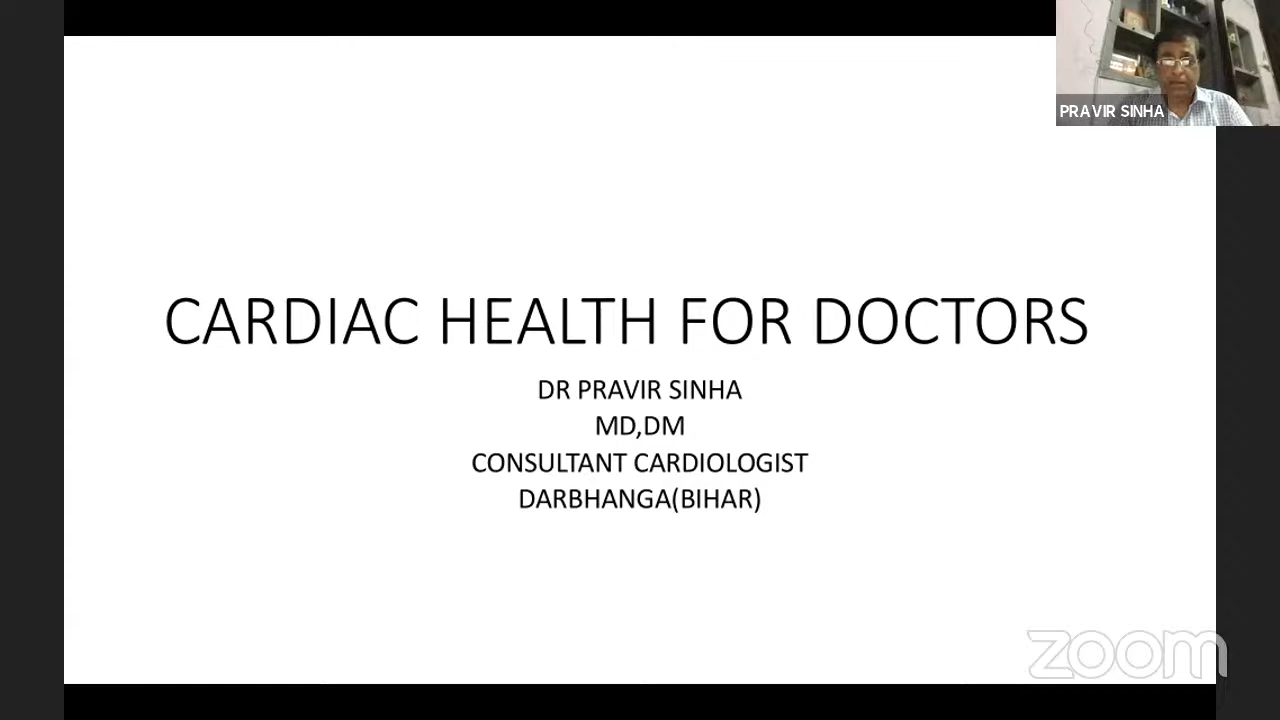 PRAVIR SINHA
CARDIAC HEALTH FOR DOCTORS
DR PRAVIR SINHA
MD,DM
CONSULTANT CARDIOLOGIST
DARBHANGA(BIHAR)
zoom